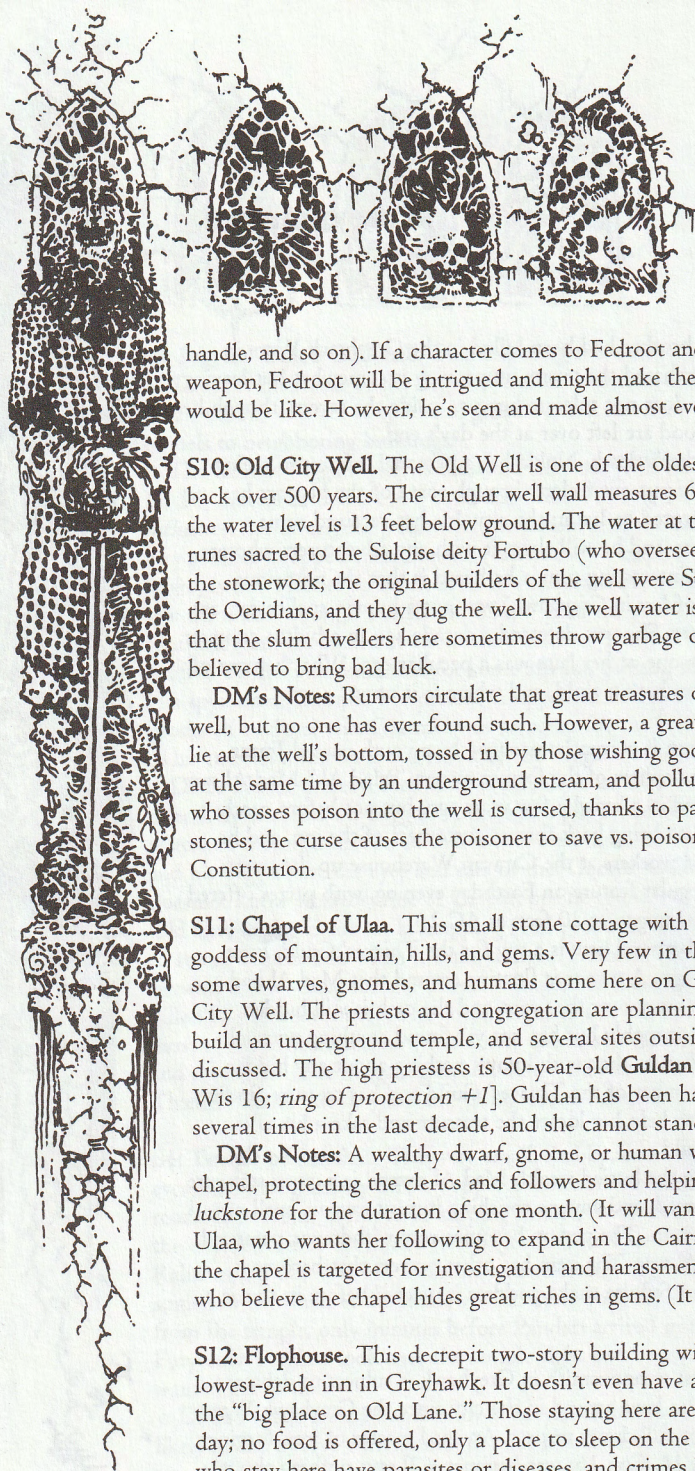 handle, and so on). If a character comes to Fedroot and
weapon, Fedroot will be intrigued and might make the
would be like. However, he's seen and made almost eve
S10: Old City Well. The Old Well is one of the oldes
back over 500 years. The circular well wall measures 6
the water level is 13 feet below ground. The water at t
runes sacred to the Suloise deity Fortubo (who oversee
the stonework; the original builders of the well were S
the Oeridians, and they dug the well. The well water is
that the slum dwellers here sometimes throw garbage o
believed to bring bad luck.
DM's Notes: Rumors circulate that great treasures o
well, but no one has ever found such. However, a great
lie at the well's bottom, tossed in by those wishing goo
at the same time by an underground stream, and pollu
who tosses poison into the well is cursed, thanks to pa
stones; the curse causes the poisoner to save vs. poison
Constitution.
S11: Chapel of Ulaa. This small stone cottage with
goddess of mountain, hills, and gems. Very few in th
some dwarves, gnomes, and humans come here on G
City Well. The priests and congregation are plannin
build an underground temple, and several sites outsi
discussed. The high priestess is 50-year-old Guldan
Wis 16; ring of protection +1]. Guldan has been ha
several times in the last decade, and she cannot stan
DM's Notes: A wealthy dwarf, gnome, or human w
chapel, protecting the clerics and followers and helpin
luckstone for the duration of one month. (It will van
Ulaa, who wants her following to expand in the Cair
the chapel is targeted for investigation and harassmen
who believe the chapel hides great riches in gems. (It
S12: Flophouse. This decrepit two-story building wi
lowest-grade inn in Greyhawk. It doesn't even have a
the "big place on Old Lane." Those staying here are
day; no food is offered, only a place to sleep on the
who stay here have parasites or diseases, and crimes